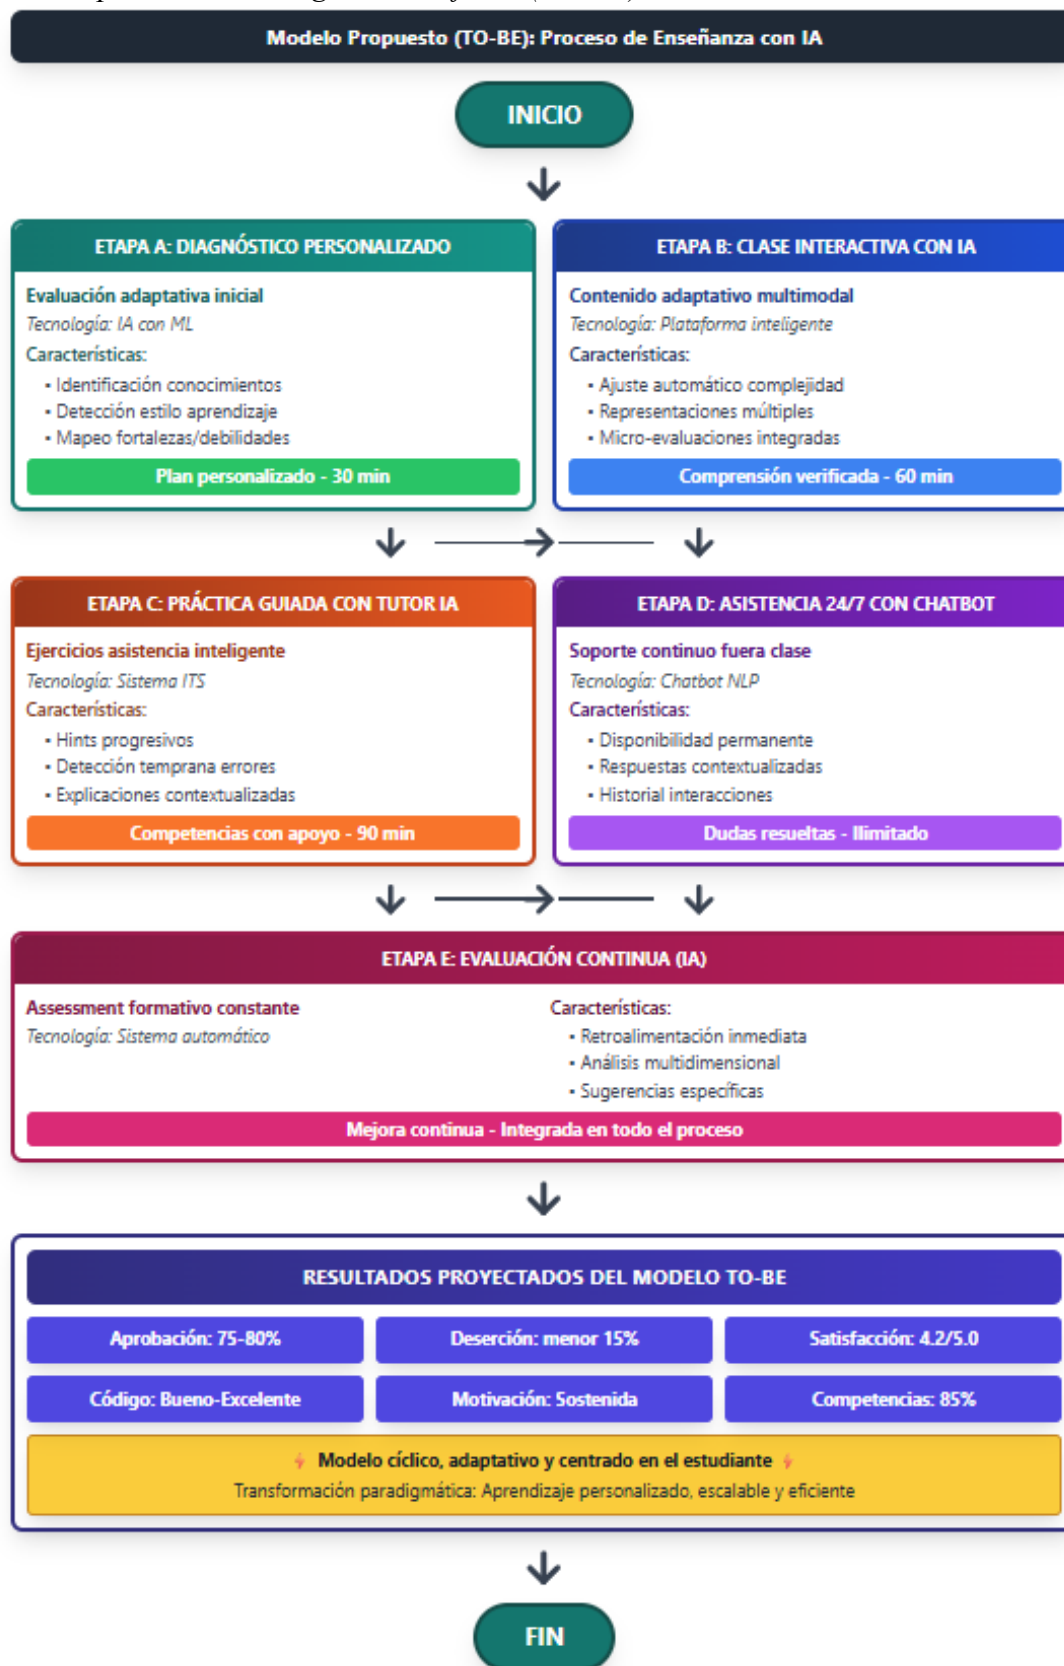 Modelo Propuesto (TO-BE): Proceso de Enseñanza con IA
INICIO
ETAPA A: DIAGNÓSTICO PERSONALIZADO
Evaluación adaptativa inicial
Tecnología: IA con ML
Características:
• Identificación conocimientos
• Detección estilo aprendizaje
• Mapeo fortalezas/debilidades
Plan personalizado - 30 min
ETAPA B: CLASE INTERACTIVA CON IA
Contenido adaptativo multimodal
Tecnología: Plataforma inteligente
Características:
• Ajuste automático complejidad
• Representaciones múltiples
• Micro-evaluaciones integradas
Comprensión verificada - 60 min
ETAPA C: PRÁCTICA GUIADA CON TUTOR IA
Ejercicios asistencia inteligente
Tecnología: Sistema ITS
Características:
• Hints progresivos
• Detección temprana errores
• Explicaciones contextualizadas
Competencias con apoyo - 90 min
ETAPA D: ASISTENCIA 24/7 CON CHATBOT
Soporte continuo fuera clase
Tecnología: Chatbot NLP
Características:
• Disponibilidad permanente
• Respuestas contextualizadas
• Historial interacciones
Dudas resueltas - Ilimitado
ETAPA E: EVALUACIÓN CONTINUA (IA)
Assessment formativo constante
Tecnología: Sistema automático
Características:
• Retroalimentación inmediata
• Análisis multidimensional
• Sugerencias específicas
Mejora continua - Integrada en todo el proceso
RESULTADOS PROYECTADOS DEL MODELO TO-BE
Aprobación: 75-80%
Deserción: menor 15%
Satisfacción: 4.2/5.0
Código: Bueno-Excelente
Motivación: Sostenida
Competencias: 85%
Modelo cíclico, adaptativo y centrado en el estudiante
Transformación paradigmática: Aprendizaje personalizado, escalable y eficiente
FIN